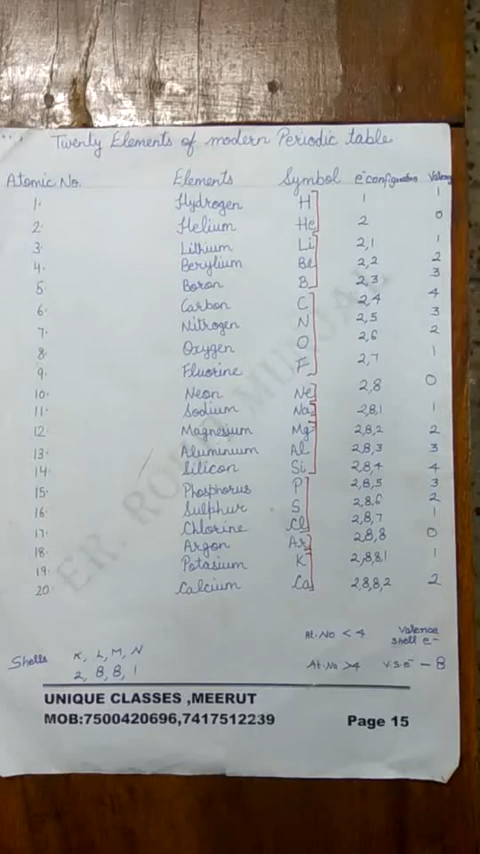 Twenty Elements of modern Periodic table
Atomic No. Elements Symbol e⁻configuration Valency
1. Hydrogen H 1 1
2. Helium He 2 0
3. Lithium Li 2,1 1
4. Berylium Be 2,2 2
5. Boron B 2,3 3
6. Carbon C 2,4 4
7. Nitrogen N 2,5 3
8. Oxygen O 2,6 2
9. Fluorine F 2,7 1
10. Neon Ne 2,8 0
11. Sodium Na 2,8,1 1
12. Magnesium Mg 2,8,2 2
13. Aluminium Al 2,8,3 3
14. Silicon Si 2,8,4 4
15. Phosphorus P 2,8,5 3
16. Sulphur S 2,8,6 2
17. Chlorine Cl 2,8,7 1
18. Argon Ar 2,8,8 0
19. Potasium K 2,8,8,1 1
20. Calcium Ca 2,8,8,2 2
At.No < 4 Valence shell e-
Shells K, L, M, N
2, 8, 8, 1
At.No >4 v.s.e⁻ - 8
UNIQUE CLASSES ,MEERUT
MOB:7500420696,7417512239 Page 15